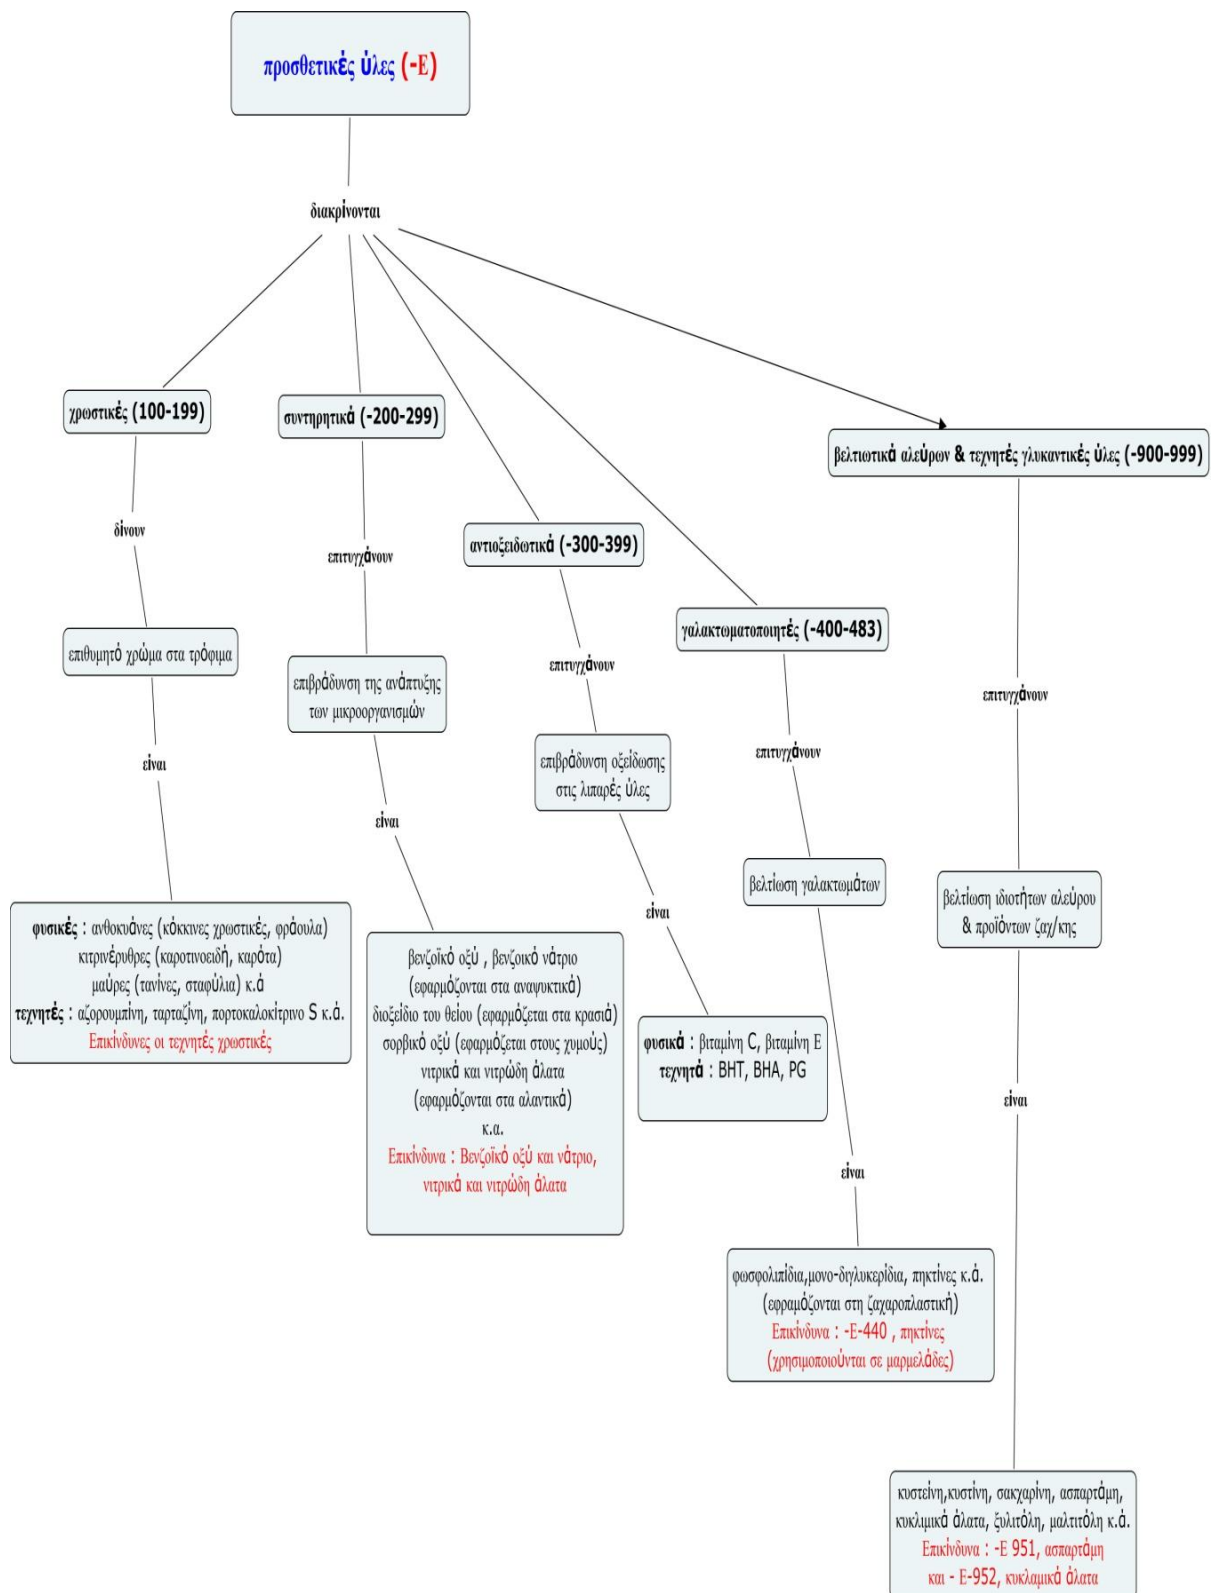 προσθετικές ύλες (-Ε)
διακρίνονται
χρωστικές (100-199)
δίνουν
επιθυμητό χρώμα στα τρόφιμα
είναι
φυσικές : ανθοκυάνες (κόκκινες χρωστικές, φράουλα)
κιτρινέρυθρες (καροτινοειδή, καρότα)
μαύρες (τανίνες, σταφύλια) κ.ά
τεχνητές : αζορουμπίνη, ταρταζίνη, πορτοκαλοκίτρινο S κ.ά.
Επικίνδυνες οι τεχνητές χρωστικές
συντηρητικά (-200-299)
επιτυγχάνουν
επιβράδυνση της ανάπτυξης
των μικροοργανισμών
είναι
βενζοϊκό οξύ , βενζοικό νάτριο
(εφαρμόζονται στα αναψυκτικά)
διοξείδιο του θείου (εφαρμόζεται στα κρασιά)
σορβικό οξύ (εφαρμόζεται στους χυμούς)
νιτρικά και νιτρώδη άλατα
(εφαρμόζονται στα αλαντικά)
κ.α.
Επικίνδυνα : Βενζοϊκό οξύ και νάτριο,
νιτρικά και νιτρώδη άλατα
αντιοξειδωτικά (-300-399)
επιτυγχάνουν
επιβράδυνση οξείδωσης
στις λιπαρές ύλες
είναι
φυσικά : βιταμίνη C, βιταμίνη Ε
τεχνητά : BHT, BHA, PG
γαλακτωματοποιητές (-400-483)
επιτυγχάνουν
βελτίωση γαλακτωμάτων
είναι
φωσφολιπίδια,μονο-διγλυκερίδια, πηκτίνες κ.ά.
(εφραμόζονται στη ζαχαροπλαστική)
Επικίνδυνα : -Ε-440 , πηκτίνες
(χρησιμοποιούνται σε μαρμελάδες)
βελτιωτικά αλεύρων & τεχνητές γλυκαντικές ύλες (-900-999)
επιτυγχάνουν
βελτίωση ιδιοτήτων αλεύρου
& προϊόντων ζαχ/κης
είναι
κυστείνη,κυστίνη, σακχαρίνη, ασπαρτάμη,
κυκλιμικά άλατα, ξυλιτόλη, μαλτιτόλη κ.ά.
Επικίνδυνα : -Ε 951, ασπαρτάμη
και - Ε-952, κυκλαμικά άλατα